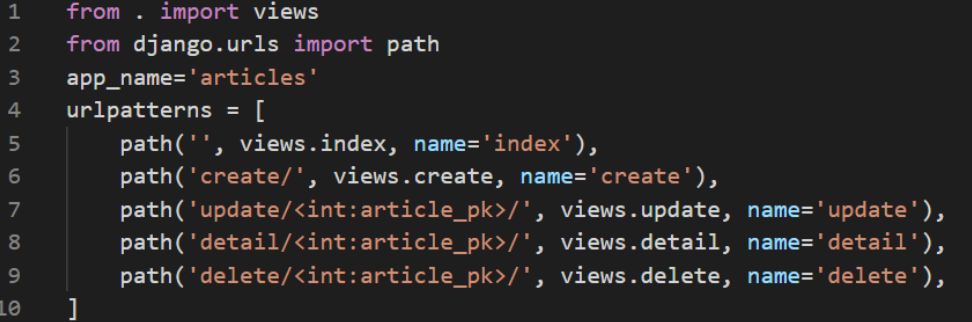 1 from . import views
2 from django.urls import path
3 app_name='articles'
4 urlpatterns = [
5     path('', views.index, name='index'),
6     path('create/', views.create, name='create'),
7     path('update/<int:article_pk>/', views.update, name='update'),
8     path('detail/<int:article_pk>/', views.detail, name='detail'),
9     path('delete/<int:article_pk>/', views.delete, name='delete'),
10 ]